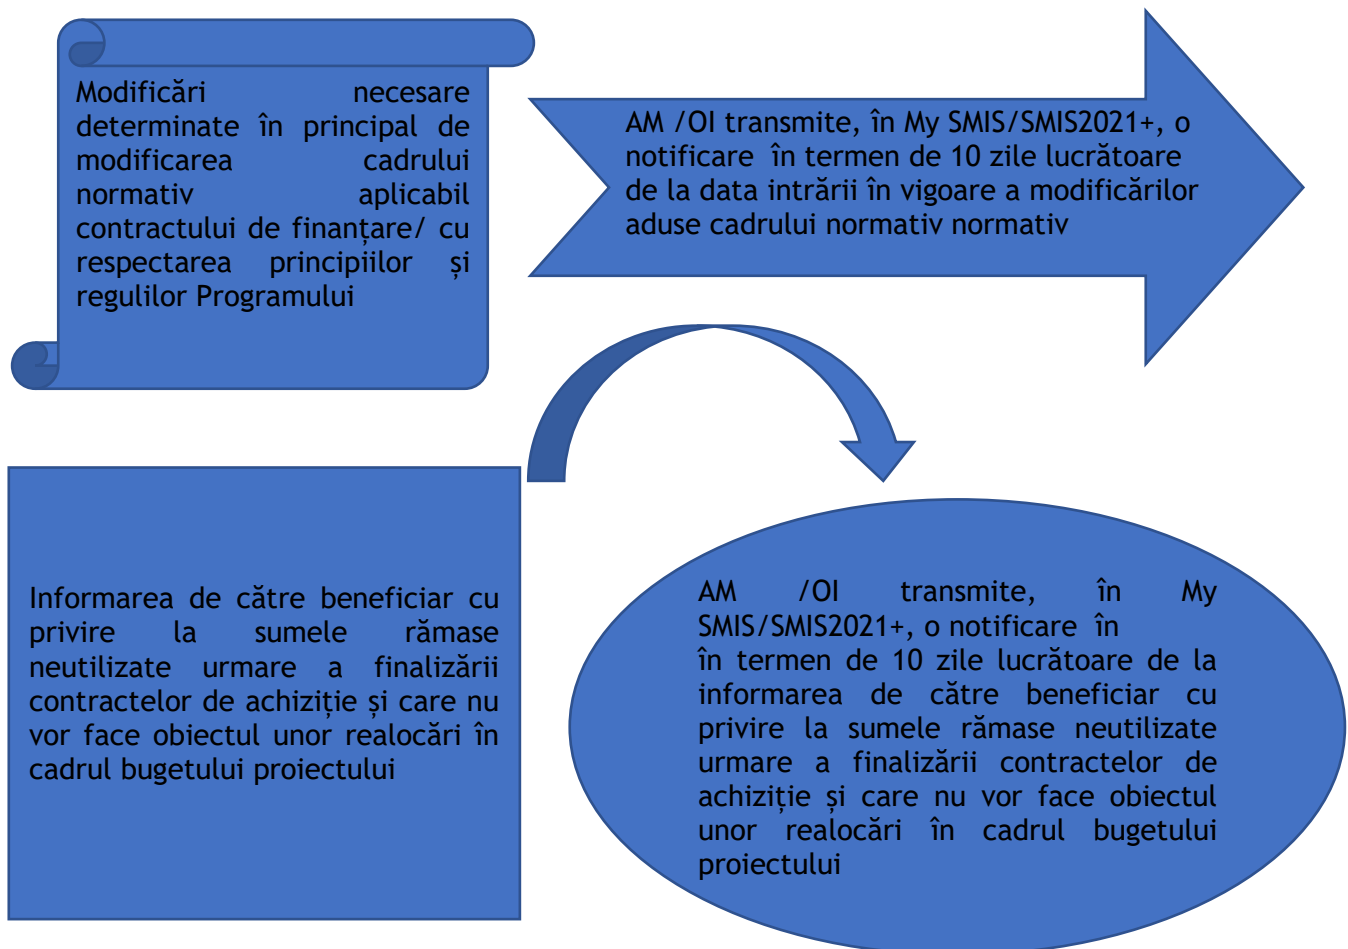 Modificări necesare
determinate în principal de
modificarea cadrului
normativ aplicabil
contractului de finanțare/ cu
respectarea principiilor și
regulilor Programului
AM /OI transmite, în My SMIS/SMIS2021+, o
notificare în termen de 10 zile lucrătoare
de la data intrării în vigoare a modificărilor
aduse cadrului normativ normativ
Informarea de către beneficiar cu
privire la sumele rămase
neutilizate urmare a finalizării
contractelor de achiziție și care nu
vor face obiectul unor realocări în
cadrul bugetului proiectului
AM /OI transmite, în My
SMIS/SMIS2021+, o notificare în
în termen de 10 zile lucrătoare de la
informarea de către beneficiar cu
privire la sumele rămase neutilizate
urmare a finalizării contractelor de
achiziție și care nu vor face obiectul
unor realocări în cadrul bugetului
proiectului